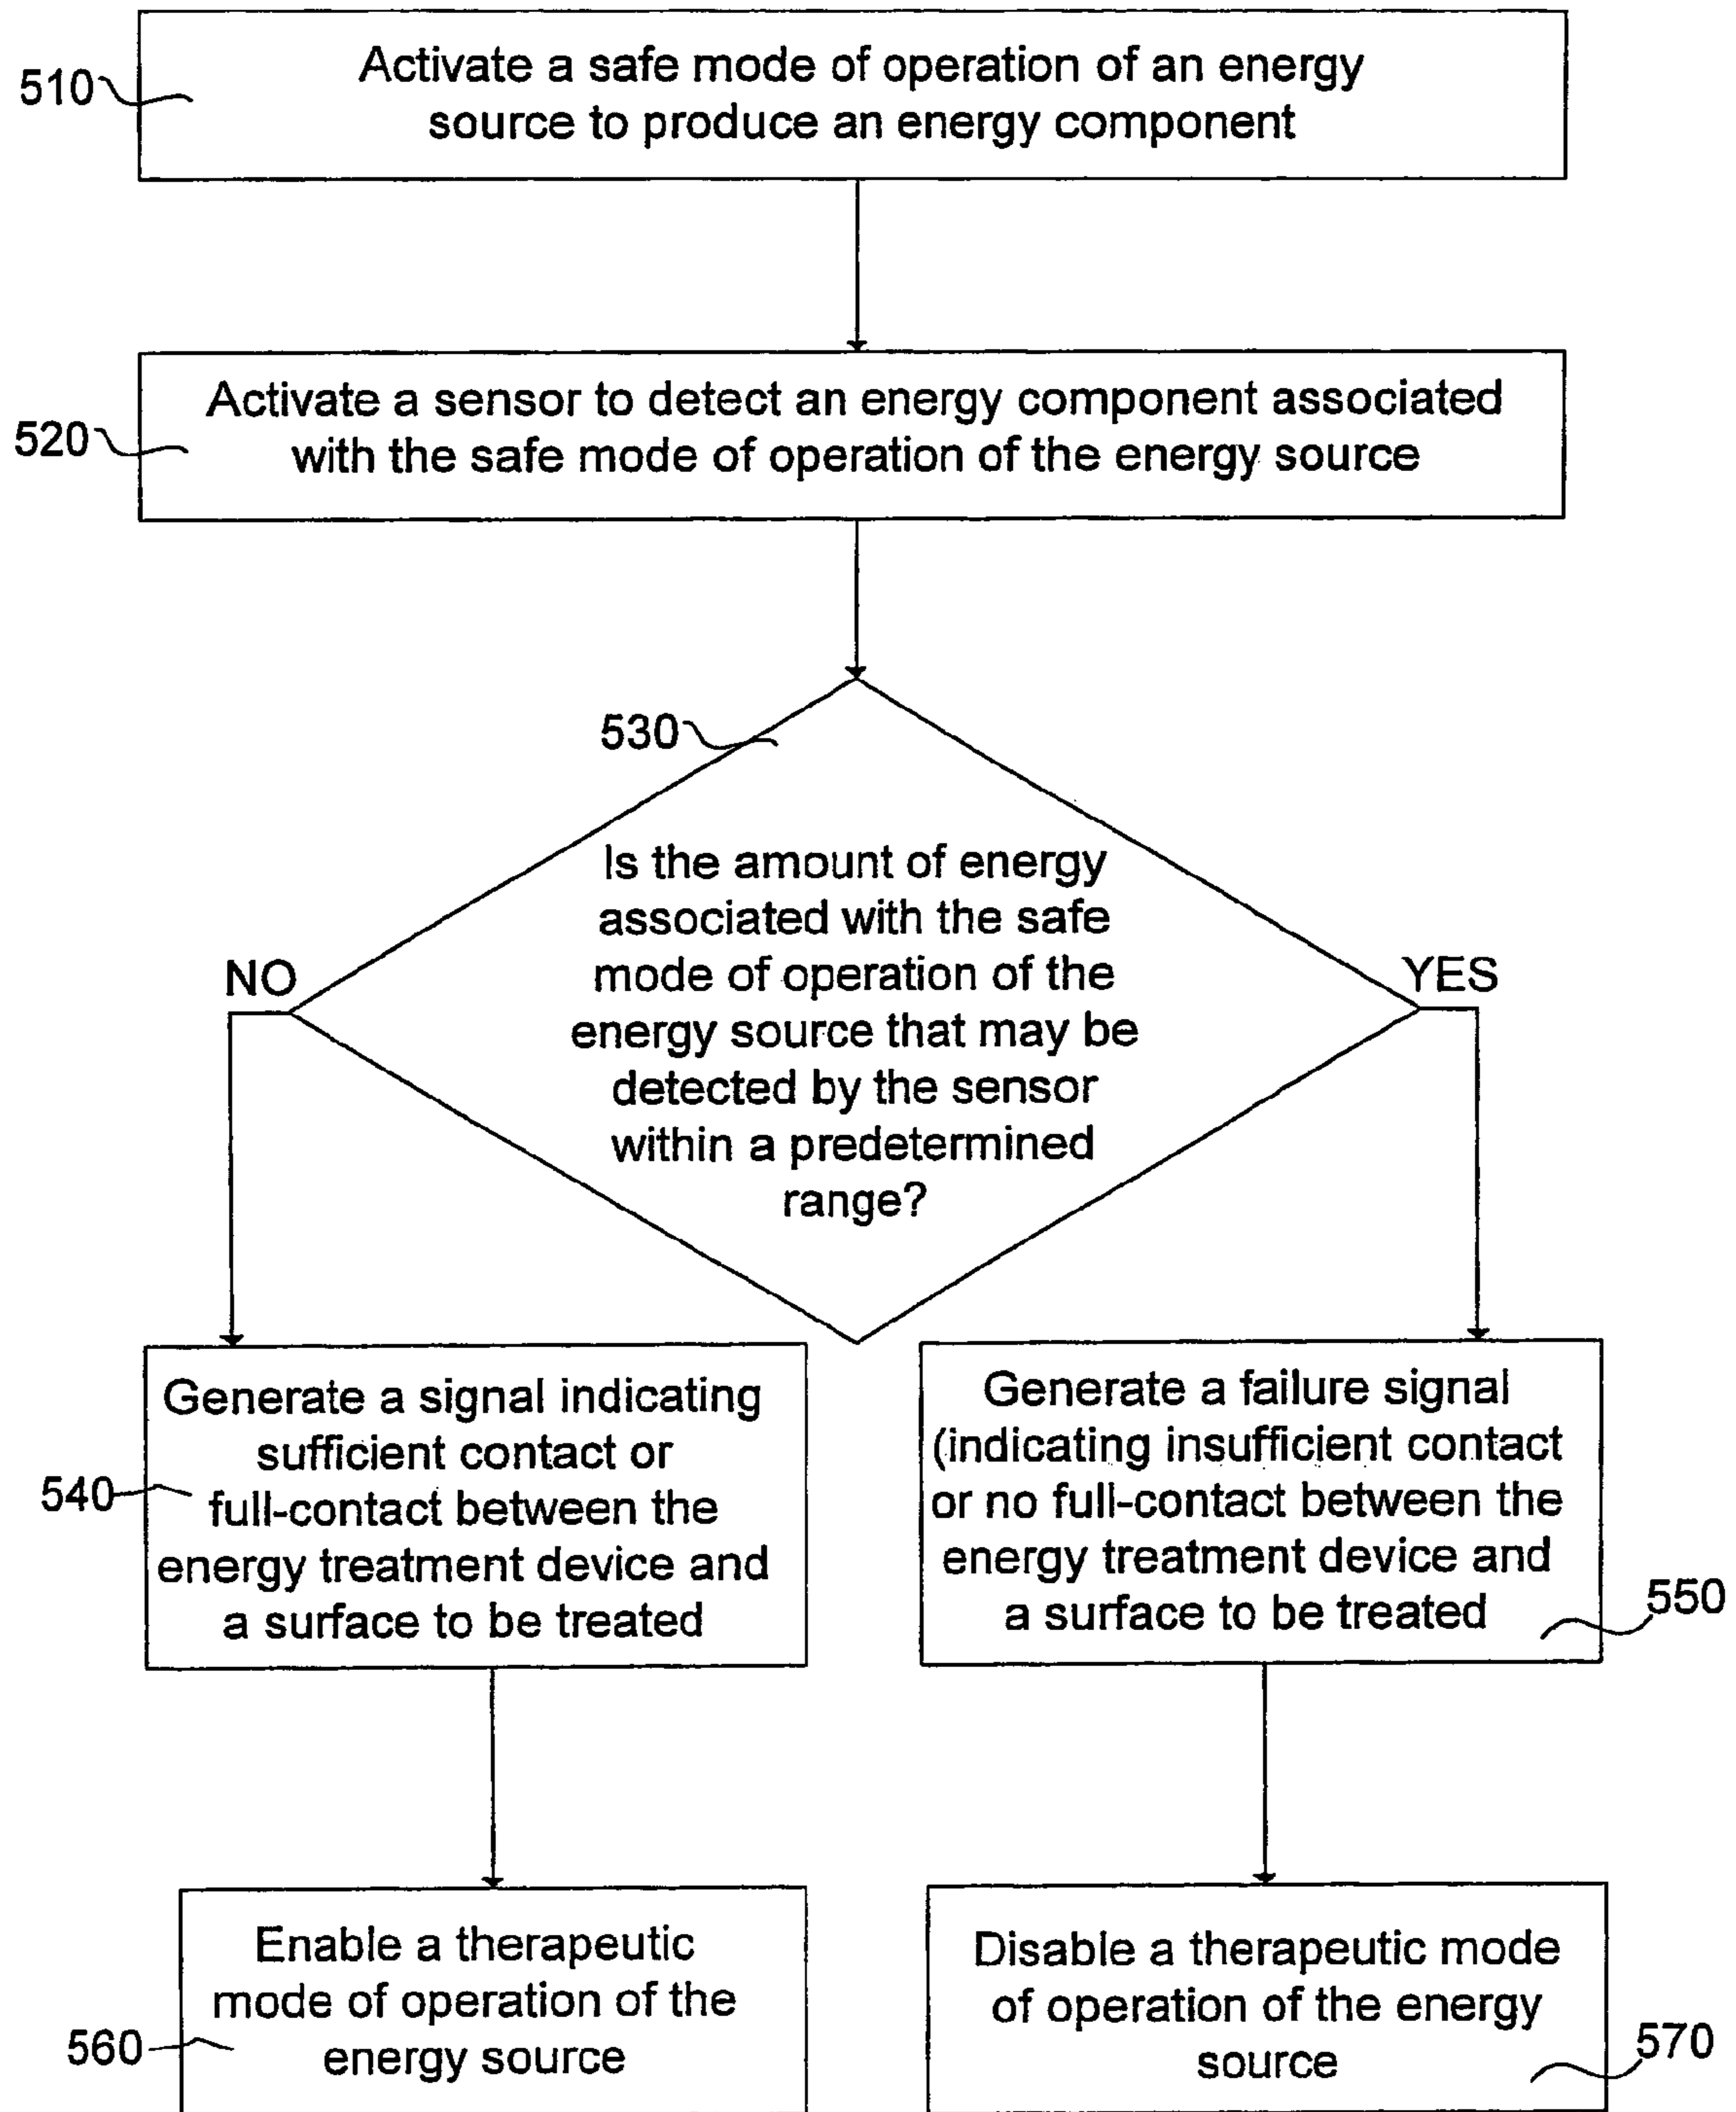 510
Activate a safe mode of operation of an energy
source to produce an energy component
520
Activate a sensor to detect an energy component associated
with the safe mode of operation of the energy source
530
Is the amount of energy
associated with the safe
mode of operation of the
energy source that may be
detected by the sensor
within a predetermined
range?
NO
YES
540
Generate a signal indicating
sufficient contact or
full-contact between the
energy treatment device and
a surface to be treated
Generate a failure signal
(indicating insufficient contact
or no full-contact between the
energy treatment device and
a surface to be treated
550
560
Enable a therapeutic
mode of operation of the
energy source
Disable a therapeutic mode
of operation of the energy
source
570